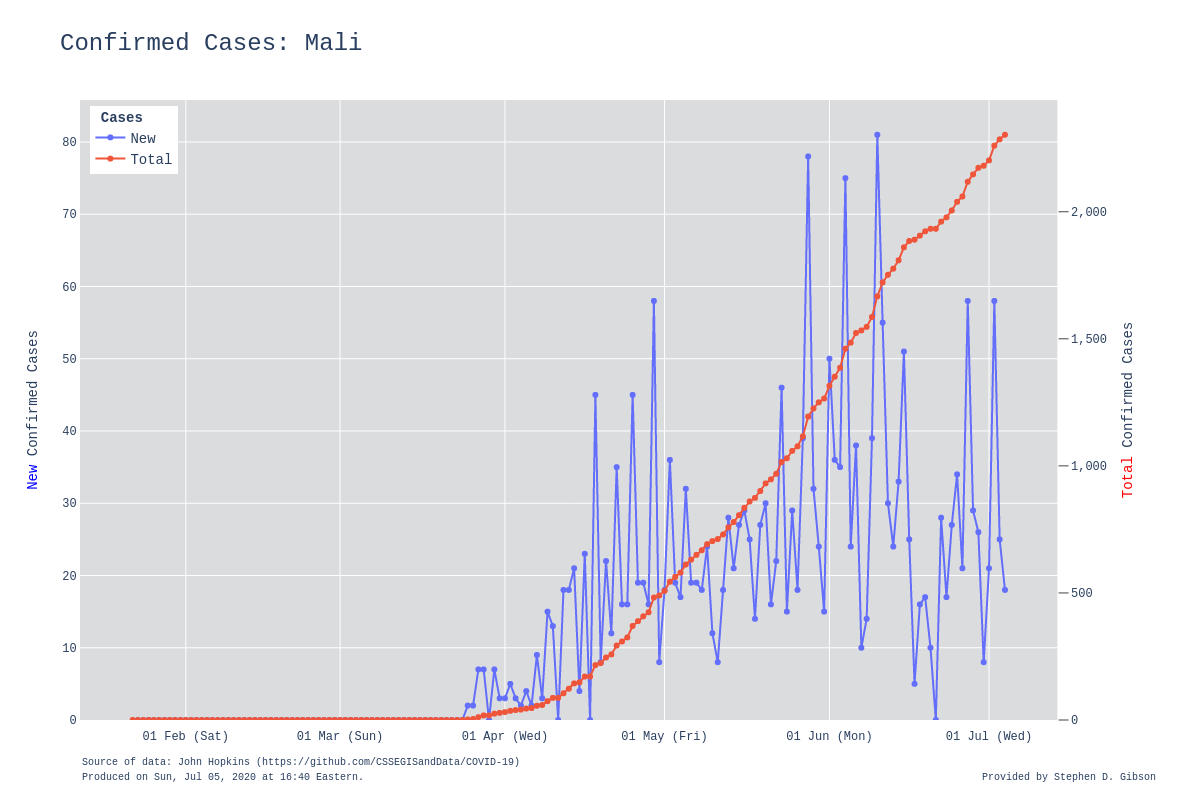 Confirmed Cases: Mali
Cases
New
Total
80
70
60
50
40
30
20
10
0
2,000
1,500
1,000
500
0
New Confirmed Cases
Total Confirmed Cases
01 Feb (Sat)
01 Mar (Sun)
01 Apr (Wed)
01 May (Fri)
01 Jun (Mon)
01 Jul (Wed)
Source of data: John Hopkins (https://github.com/CSSEGISandData/COVID-19)
Produced on Sun, Jul 05, 2020 at 16:40 Eastern.
Provided by Stephen D. Gibson